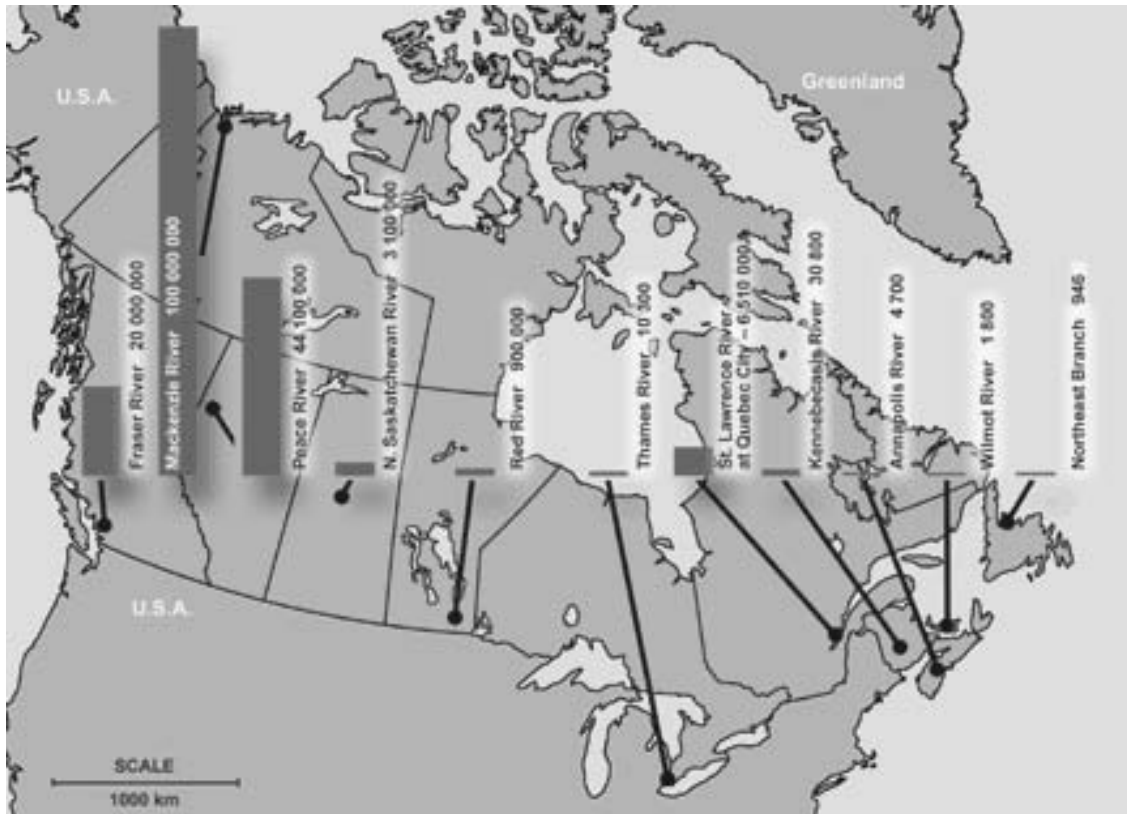 U.S.A.
Greenland
Fraser River 20 000 000
Mackenzie River 100 000 000
Peace River 44 100 000
N. Saskatchewan River 3 100 000
Red River 900 000
Thames River 10 300
St. Lawrence River
at Quebec City ~ 6,510 000
Kennebecasis River 30 800
Annapolis River 4 700
Wilmot River 1 800
Northeast Branch 946
U.S.A.
SCALE
1000 km